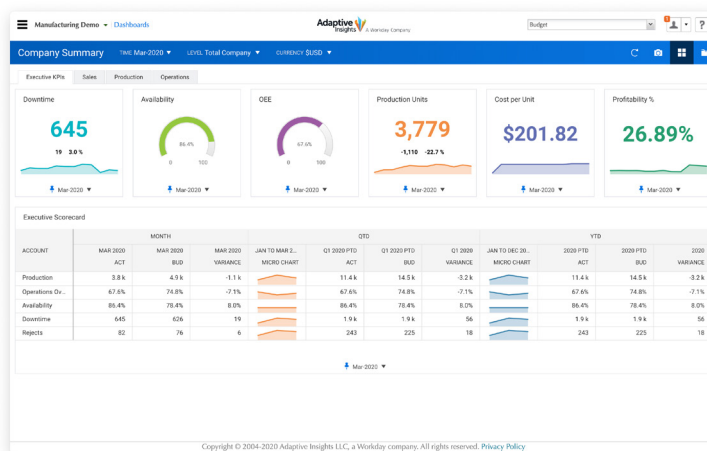 Manufacturing Demo Dashboards
Adaptive Insights A Workday Company
Budget
?
Company Summary TIME Mar-2020 LEVEL Total Company CURRENCY $USD
Executive KPIs Sales Production Operations
Downtime
645
19 3.0 %
Mar-2020
Availability
86.4%
0 100
Mar-2020
OEE
67.6%
0 100
Mar-2020
Production Units
3,779
-1,110 -22.7 %
Mar-2020
Cost per Unit
$201.82
Mar-2020
Profitability %
26.89%
Mar-2020
Executive Scorecard
MONTH QTD YTD
ACCOUNT MAR 2020 MAR 2020 MAR 2020 JAN TO MAR 2... Q1 2020 PTD Q1 2020 PTD Q1 2020 JAN TO DEC 20... 2020 PTD 2020 PTD 2020
ACT BUD VARIANCE MICRO CHART ACT BUD VARIANCE MICRO CHART ACT BUD VARIANCE
Production 3.8 k 4.9 k -1.1 k 11.4 k 14.5 k -3.2 k 11.4 k 14.5 k -3.2 k
Operations Ov... 67.6% 74.8% -7.1% 67.6% 74.8% -7.1% 67.6% 74.8% -7.1%
Availability 86.4% 78.4% 8.0% 86.4% 78.4% 8.0% 86.4% 78.4% 8.0%
Downtime 645 626 19 1.9 k 1.9 k 56 1.9 k 1.9 k 56
Rejects 82 76 6 243 225 18 243 225 18
Mar-2020
Copyright © 2004-2020 Adaptive Insights LLC, a Workday company. All rights reserved. Privacy Policy